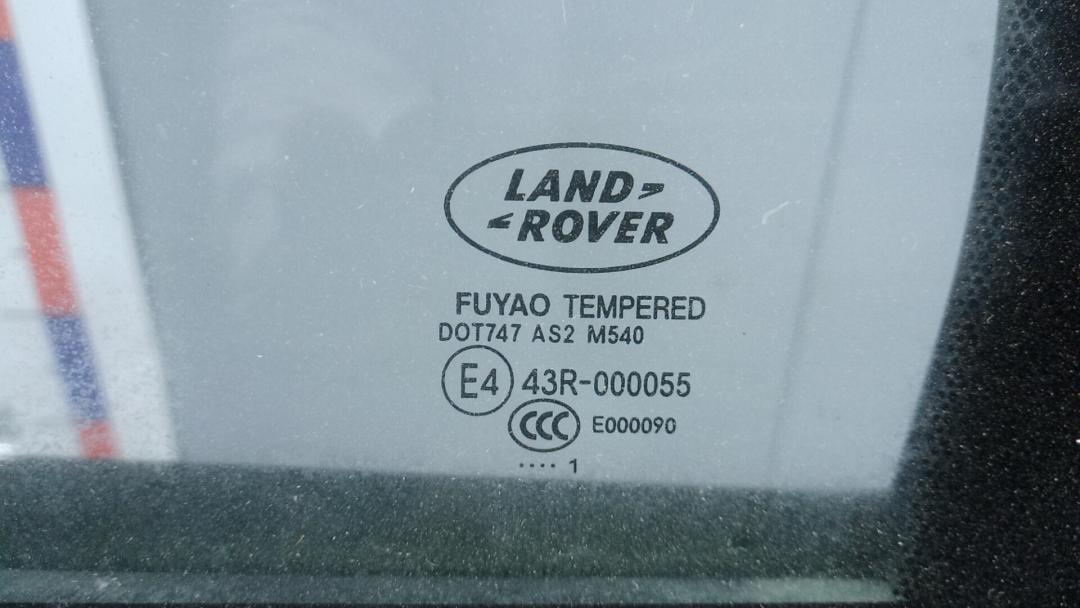 LAND
ROVER
FUYAO TEMPERED
DOT747 AS2 M540
E4 43R-000055
CCC E000090
.... 1